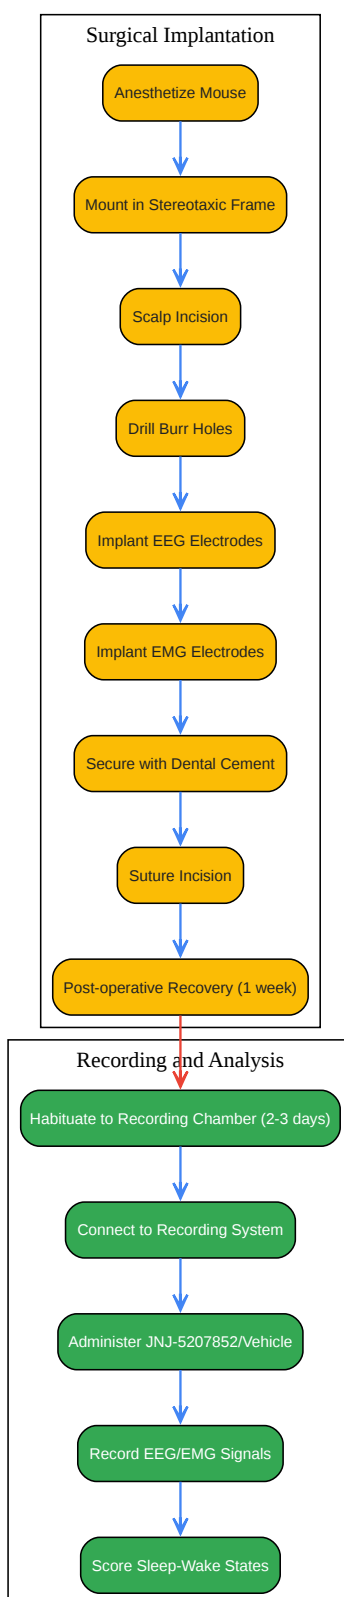 Surgical Implantation
Anesthetize Mouse
Mount in Stereotaxic Frame
Scalp Incision
Drill Burr Holes
Implant EEG Electrodes
Implant EMG Electrodes
Secure with Dental Cement
Suture Incision
Post-operative Recovery (1 week)
Recording and Analysis
Habituate to Recording Chamber (2-3 days)
Connect to Recording System
Administer JNJ-5207852/Vehicle
Record EEG/EMG Signals
Score Sleep-Wake States